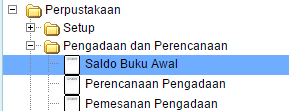 Perpustakaan
Setup
Pengadaan dan Perencanaan
Saldo Buku Awal
Perencanaan Pengadaan
Pemesanan Pengadaan